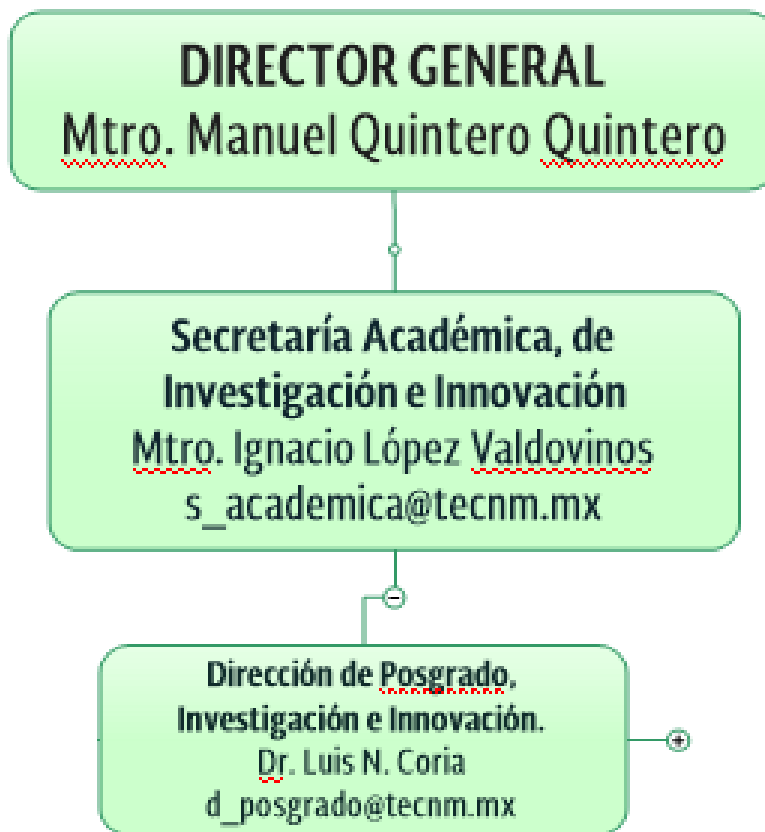 DIRECTOR GENERAL
Mtro. Manuel Quintero Quintero
Secretaría Académica, de
Investigación e Innovación
Mtro. Ignacio López Valdovinos
s_academica@tecnm.mx
Dirección de Posgrado,
Investigación e Innovación.
Dr. Luis N. Coria
d_posgrado@tecnm.mx